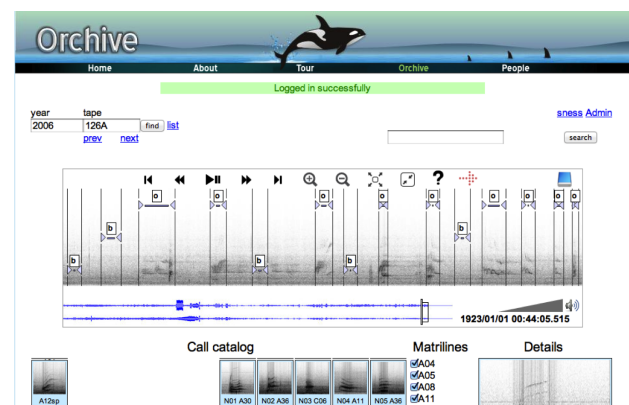 Orchive
Home About Tour Orchive People
Logged in successfully
year tape
2006 126A find list
prev next
sness Admin
search
?
o o o o o o o o o
b b
b b b
1923/01/01 00:44:05.515
Call catalog Matrilines Details
A12sp N01 A30 N02 A36 N03 C06 N04 A11 N05 A36
A04
A05
A08
A11